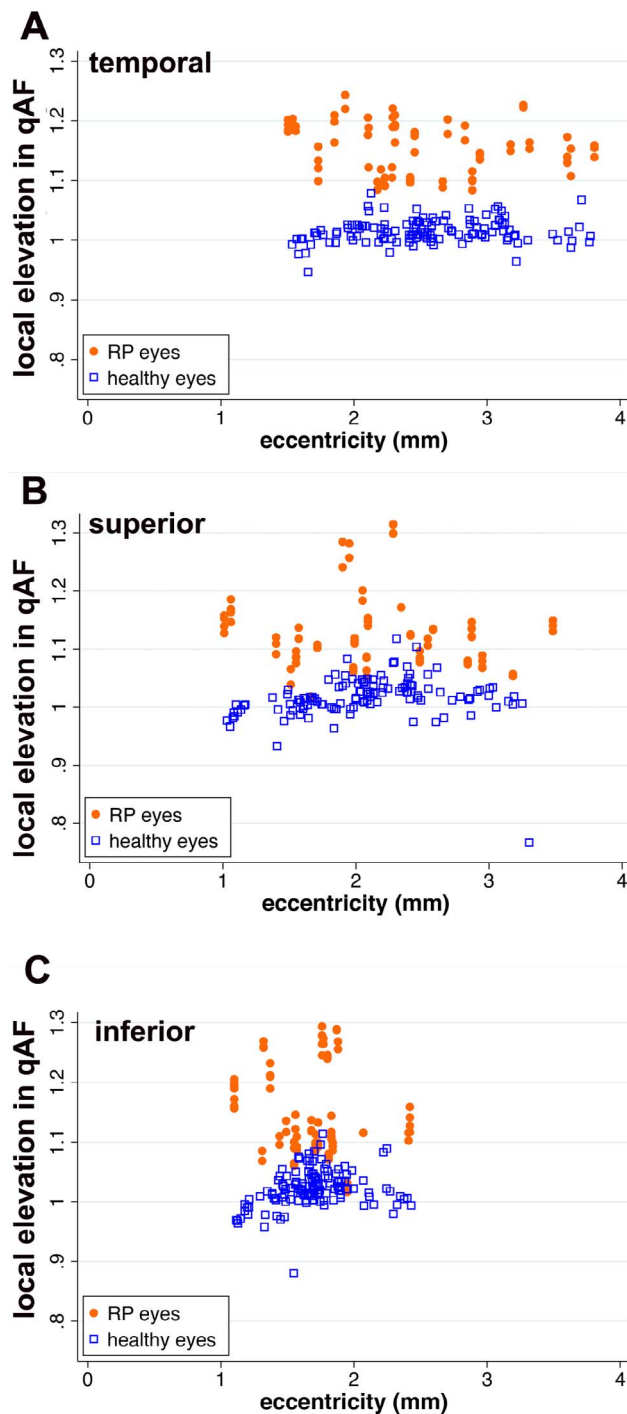 A
temporal
local elevation in qAF
1.3
1.2
1.1
1
.9
.8
RP eyes
healthy eyes
0 1 2 3 4
eccentricity (mm)
B
superior
local elevation in qAF
1.3
1.2
1.1
1
.9
.8
RP eyes
healthy eyes
0 1 2 3 4
eccentricity (mm)
C
inferior
local elevation in qAF
1.3
1.2
1.1
1
.9
.8
RP eyes
healthy eyes
0 1 2 3 4
eccentricity (mm)